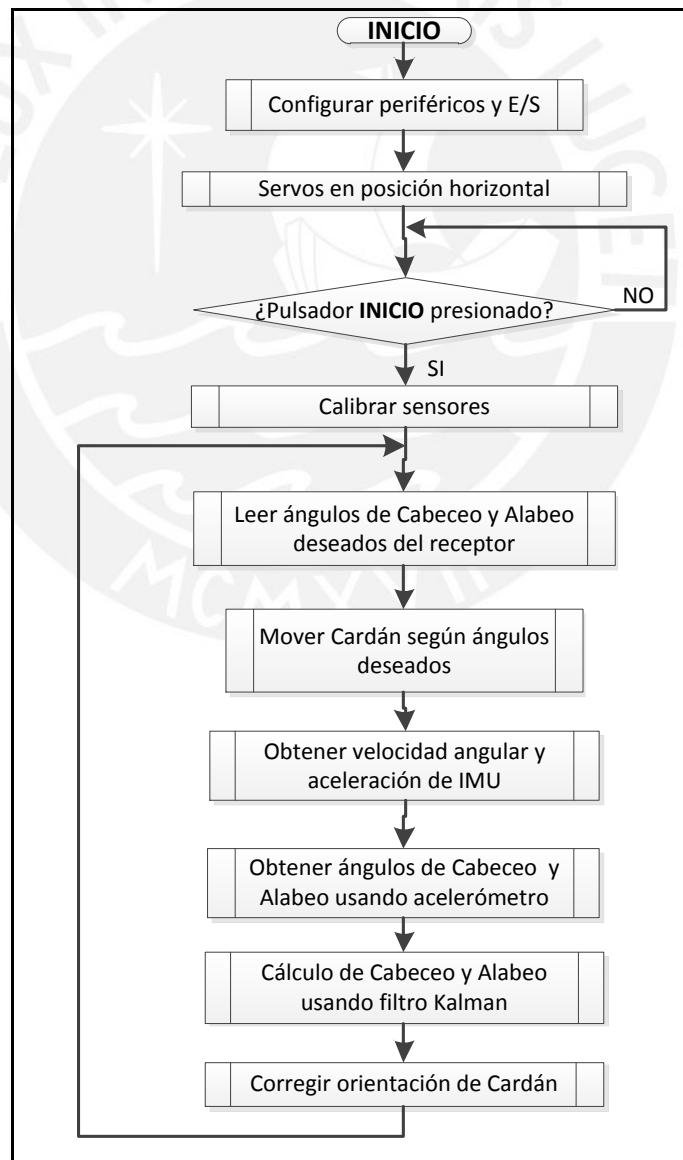 INICIO
Configurar periféricos y E/S
Servos en posición horizontal
¿Pulsador INICIO presionado?
NO
SI
Calibrar sensores
Leer ángulos de Cabeceo y Alabeo
deseados del receptor
Mover Cardán según ángulos
deseados
Obtener velocidad angular y
aceleración de IMU
Obtener ángulos de Cabeceo y
Alabeo usando acelerómetro
Cálculo de Cabeceo y Alabeo
usando filtro Kalman
Corregir orientación de Cardán